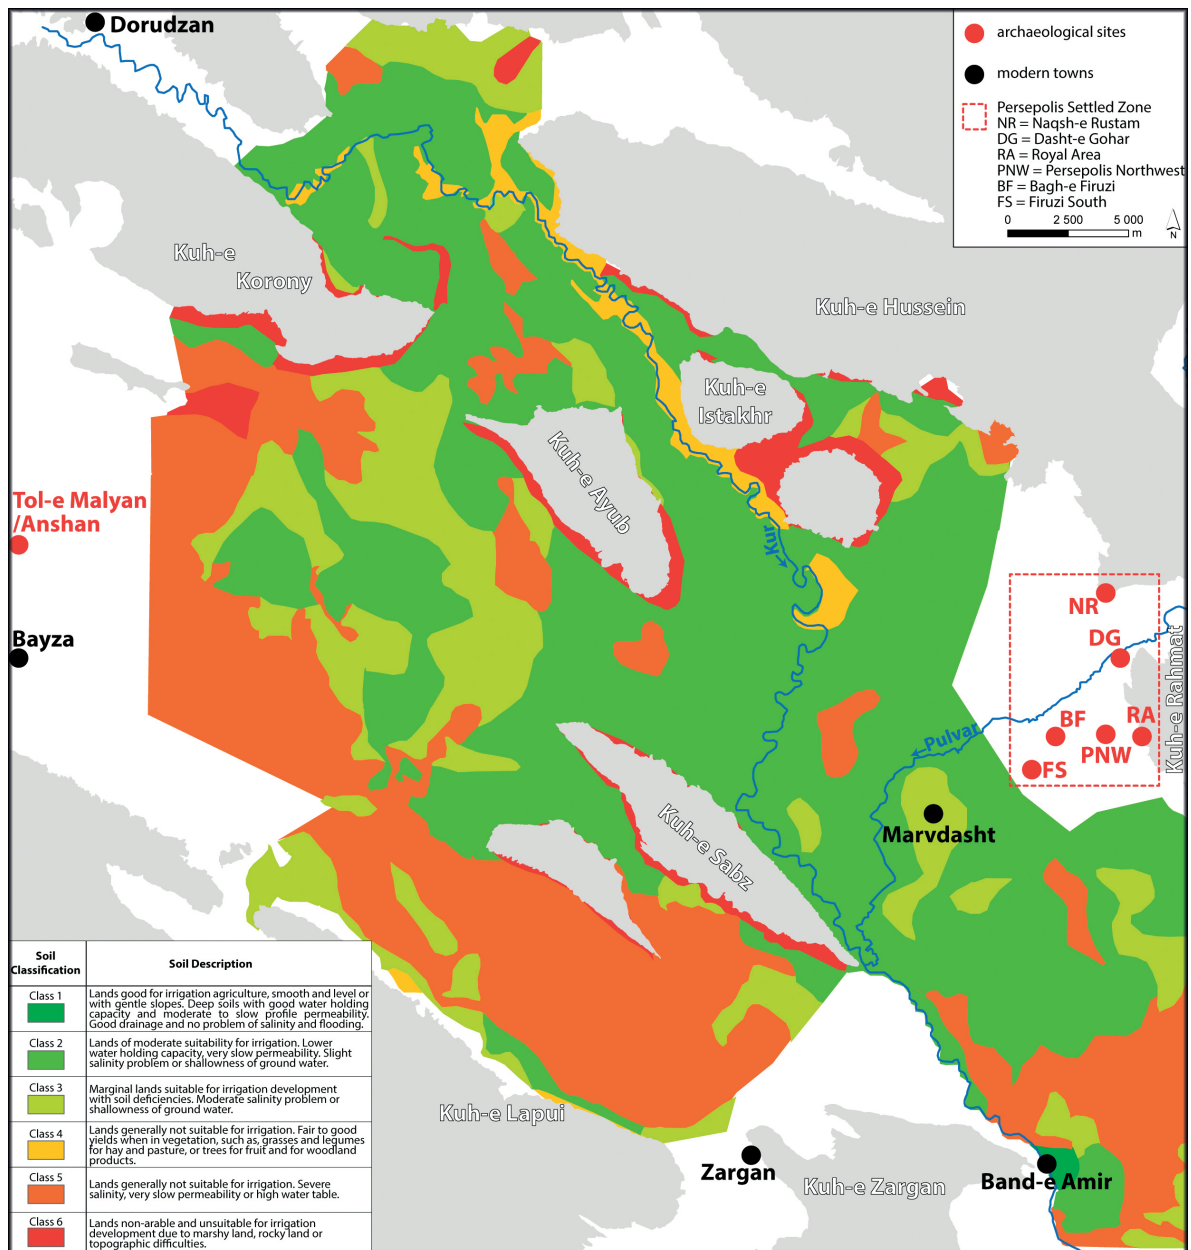 Dorudzan
archaeological sites
modern towns
Persepolis Settled Zone
NR = Naqsh-e Rustam
DG = Dasht-e Gohar
RA = Royal Area
PNW = Persepolis Northwest
BF = Bagh-e Firuzi
FS = Firuzi South
0 2 500 5 000
m
N
Kuh-e
Korony
Kuh-e Hussein
Kuh-e
Istakhr
Kuh-e Ayub
Tol-e Malyan
/Anshan
Kur
NR
Bayza
DG
Kuh-e Rahmat
BF
RA
Pulvar
PNW
FS
Marvdasht
Kuh-e Sabz
Soil
Classification
Soil Description
Class 1
Lands good for irrigation agriculture, smooth and level or
with gentle slopes. Deep soils with good water holding
capacity and moderate to slow profile permeability.
Good drainage and no problem of salinity and flooding.
Class 2
Lands of moderate suitability for irrigation. Lower
water holding capacity, very slow permeability. Slight
salinity problem or shallowness of ground water.
Class 3
Marginal lands suitable for irrigation development
with soil deficiencies. Moderate salinity problem or
shallowness of ground water.
Class 4
Lands generally not suitable for irrigation. Fair to good
yields when in vegetation, such as, grasses and legumes
for hay and pasture, or trees for fruit and for woodland
products.
Class 5
Lands generally not suitable for irrigation. Severe
salinity, very slow permeability or high water table.
Class 6
Lands non-arable and unsuitable for irrigation
development due to marshy land, rocky land or
topographic difficulties.
Kuh-e Lapui
Zargan
Kuh-e Zargan
Band-e Amir